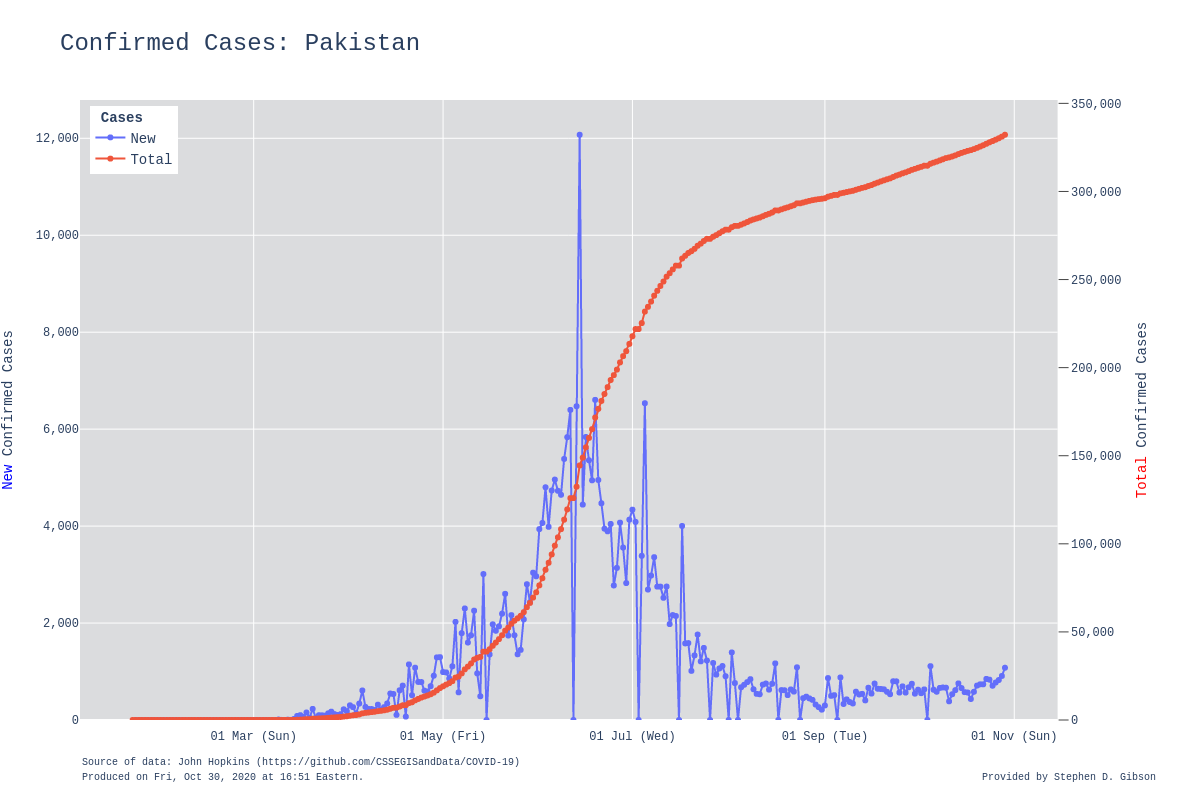 Confirmed Cases: Pakistan
Cases
New
Total
12,000
10,000
8,000
6,000
4,000
2,000
0
New Confirmed Cases
350,000
300,000
250,000
200,000
150,000
100,000
50,000
0
Total Confirmed Cases
01 Mar (Sun) 01 May (Fri) 01 Jul (Wed) 01 Sep (Tue) 01 Nov (Sun)
Source of data: John Hopkins (https://github.com/CSSEGISandData/COVID-19)
Produced on Fri, Oct 30, 2020 at 16:51 Eastern.
Provided by Stephen D. Gibson